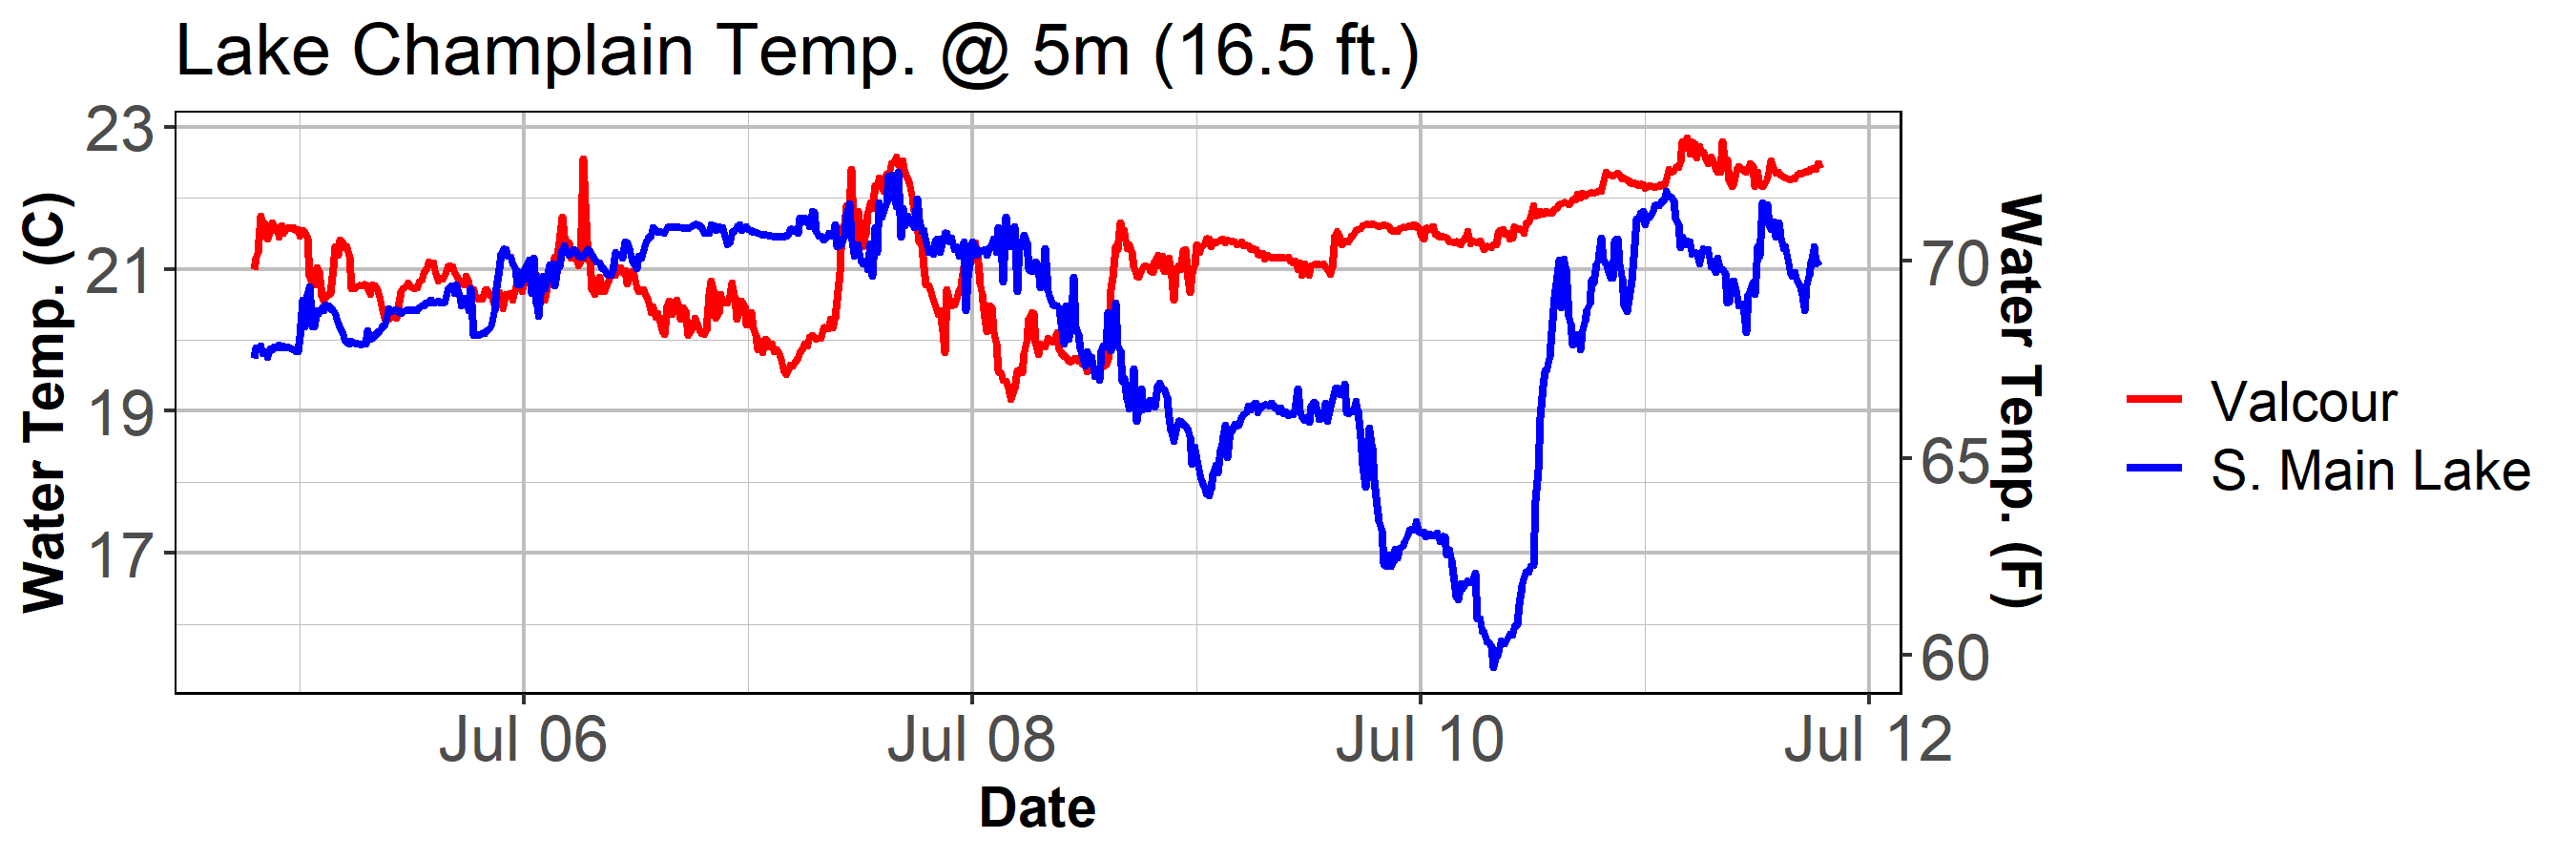 Lake Champlain Temp. @ 5m (16.5 ft.)
23
21
19
17
Water Temp. (C)
70
65
60
Water Temp. (F)
Jul 06
Jul 08
Jul 10
Jul 12
Date
Valcour
S. Main Lake